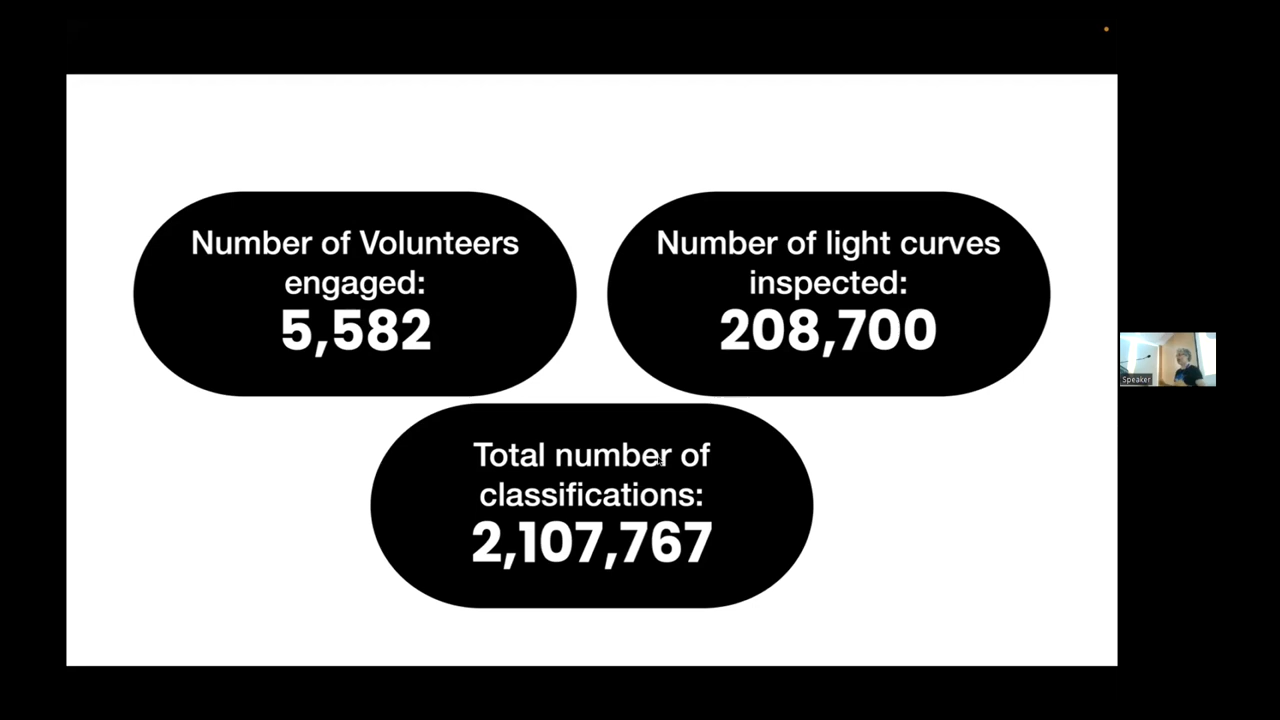 Number of Volunteers
engaged:
5,582
Number of light curves
inspected:
208,700
Total number of
classifications:
2,107,767
Speaker